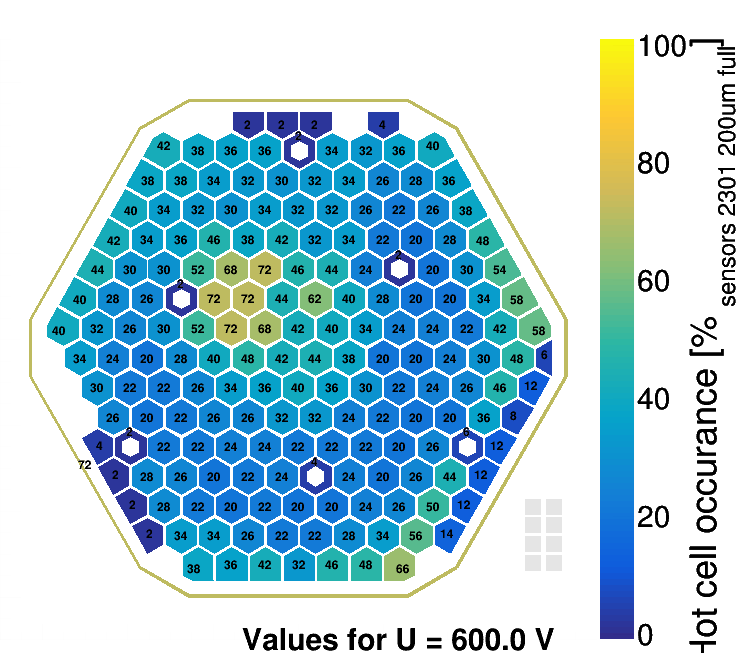 2 2 2 4
42 38 36 36 2 34 32 36 40
38 38 34 32 30 32 34 26 28 36
40 34 32 30 34 32 32 26 22 26 38
42 34 36 46 38 42 32 34 22 20 28 48
44 30 30 52 68 72 46 44 24 2 20 30 54
40 28 26 2 72 72 44 62 40 28 20 20 34 58
40 32 26 30 52 72 68 42 40 34 24 24 22 42 58
34 24 20 28 40 48 42 44 38 20 20 24 30 48 6
30 22 22 26 34 36 40 36 30 22 24 26 46 12
26 20 22 26 26 32 32 24 22 20 20 36 8
4 2 22 22 24 24 22 22 22 20 26 6 12
72 2 28 26 20 22 24 4 24 20 26 44 12
2 28 22 20 22 20 20 24 26 50 12
2 34 34 26 22 22 28 34 56 14
38 36 42 32 46 48 66
Values for U = 600.0 V
100
80
60
40
20
0
Hot cell occurance [%]
sensors 2301 200um full